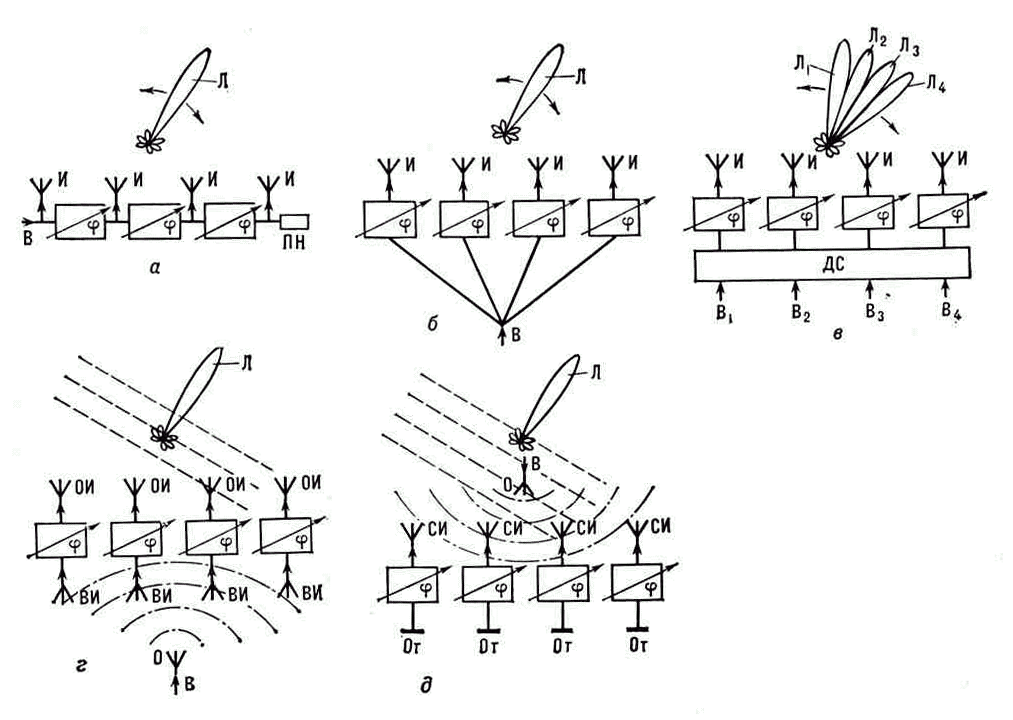 Л
И И И И
В φ φ φ ПН
а
Л
И И И И
φ φ φ φ
В
б
Л₁ Л₂ Л₃ Л₄
И И И И
φ φ φ φ
ДС
В₁ В₂ В₃ В₄
в
Л
ОИ ОИ ОИ ОИ
φ φ φ φ
ВИ ВИ ВИ ВИ
О
В
г
Л
В
О
СИ СИ СИ СИ
φ φ φ φ
От От От От
д